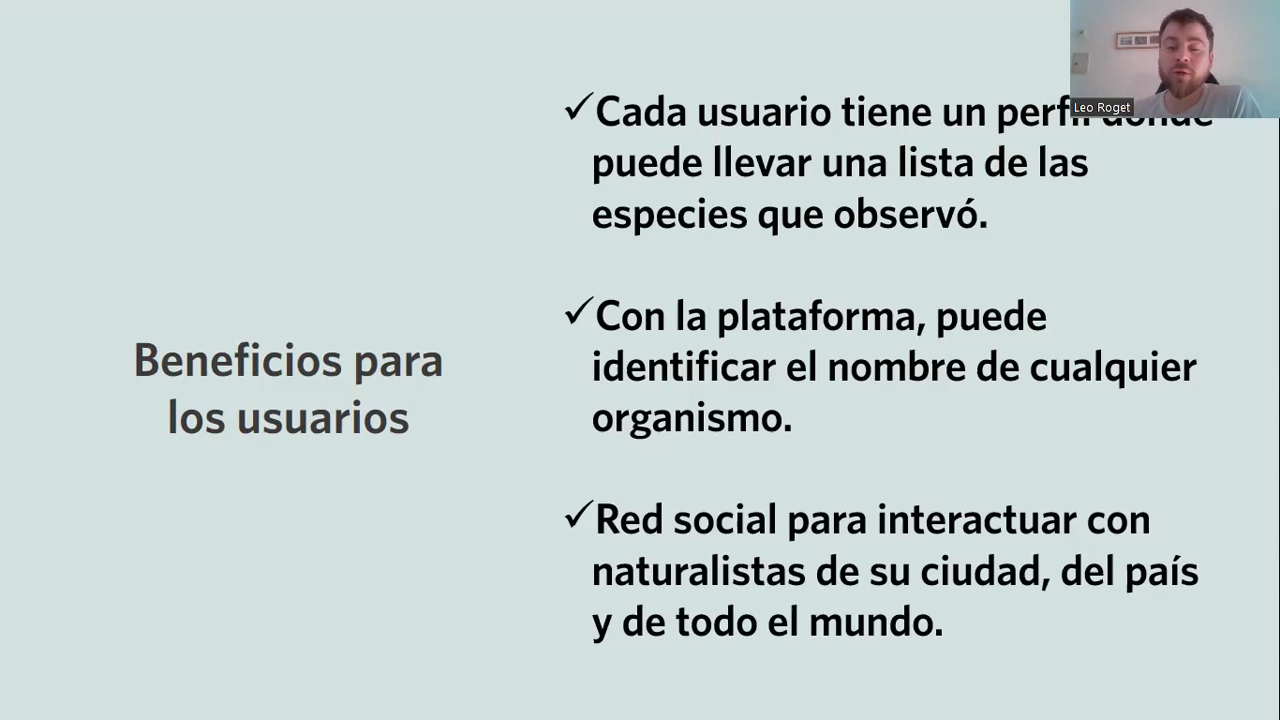 Leo Roget
✓Cada usuario tiene un perfil donde
puede llevar una lista de las
especies que observó.
✓Con la plataforma, puede
identificar el nombre de cualquier
organismo.
✓Red social para interactuar con
naturalistas de su ciudad, del país
y de todo el mundo.
Beneficios para
los usuarios